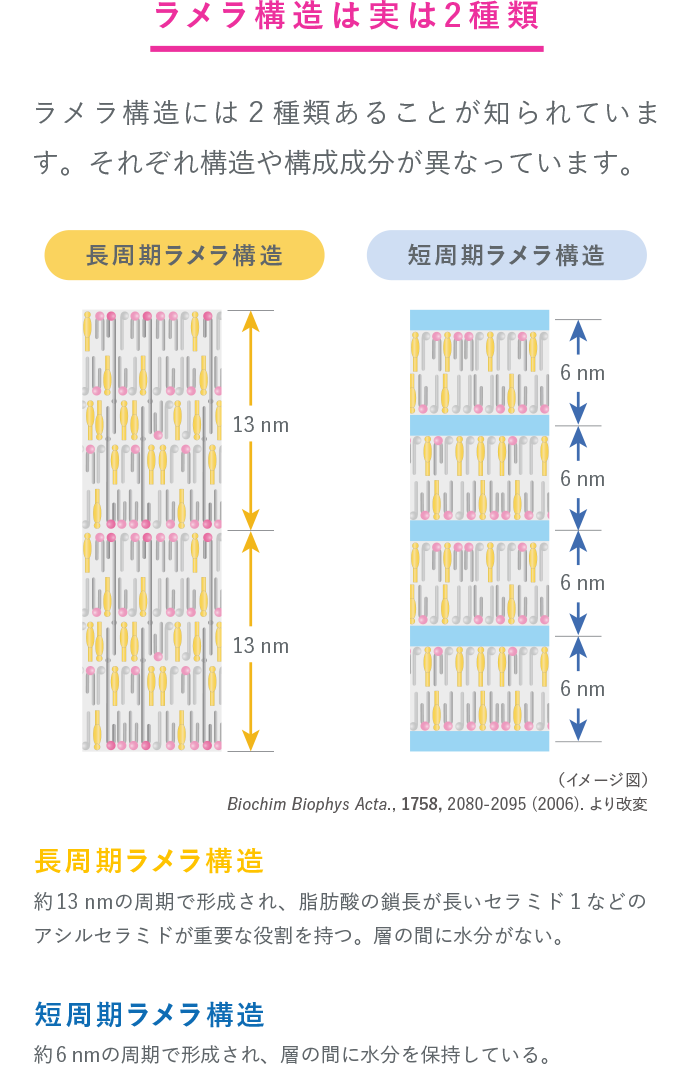 ラメラ構造は実は2種類
ラメラ構造には2種類あることが知られていま
す。それぞれ構造や構成成分が異なっています。
長周期ラメラ構造
短周期ラメラ構造
13 nm
13 nm
6 nm
6 nm
6 nm
6 nm
（イメージ図）
Biochim Biophys Acta., 1758, 2080-2095 (2006). より改変
長周期ラメラ構造
約13 nmの周期で形成され、脂肪酸の鎖長が長いセラミド1などの
アシルセラミドが重要な役割を持つ。層の間に水分がない。
短周期ラメラ構造
約6 nmの周期で形成され、層の間に水分を保持している。